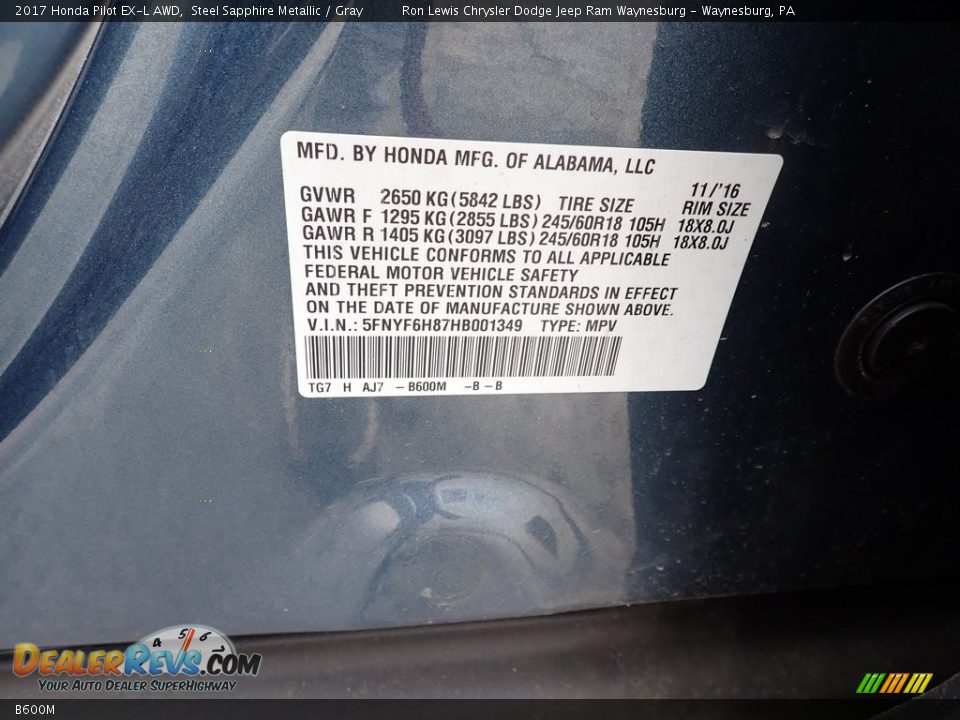 2017 Honda Pilot EX-L AWD, Steel Sapphire Metallic / Gray Ron Lewis Chrysler Dodge Jeep Ram Waynesburg - Waynesburg, PA
MFD. BY HONDA MFG. OF ALABAMA, LLC
11/'16
GVWR 2650 KG(5842 LBS) TIRE SIZE RIM SIZE
GAWR F 1295 KG(2855 LBS) 245/60R18 105H 18X8.0J
GAWR R 1405 KG(3097 LBS) 245/60R18 105H 18X8.0J
THIS VEHICLE CONFORMS TO ALL APPLICABLE
FEDERAL MOTOR VEHICLE SAFETY
AND THEFT PREVENTION STANDARDS IN EFFECT
ON THE DATE OF MANUFACTURE SHOWN ABOVE.
V.I.N.: 5FNYF6H87HB001349 TYPE: MPV
TG7 H AJ7 -B600M -B-B
4 5 6
DEALERREVS.COM
YOUR AUTO DEALER SUPERHIGHWAY
B600M